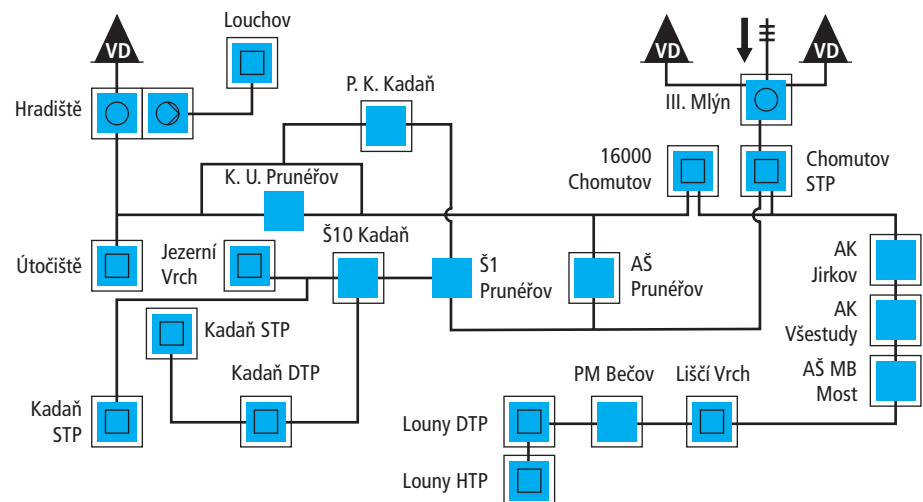 Louchov
VD
VD
VD
P. K. Kadaň
Hradiště
III. Mlýn
16000
Chomutov
Chomutov
STP
K. U. Prunéřov
Š10 Kadaň
Útočiště
Jezerní
Vrch
Š1
Prunéřov
AŠ
Prunéřov
AK
Jirkov
Kadaň STP
AK
Všestudy
Kadaň DTP
PM Bečov
Liščí Vrch
AŠ MB
Most
Kadaň
STP
Louny DTP
Louny HTP